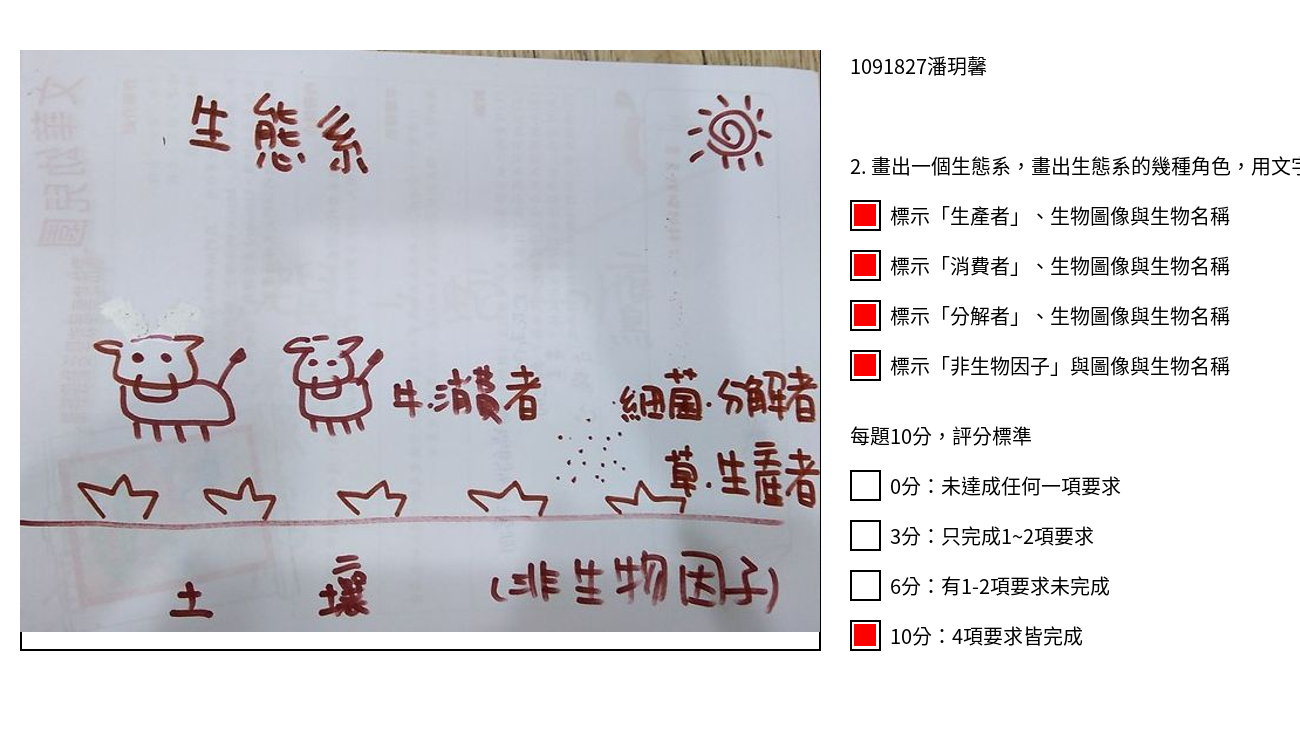 生態系
牛.消費者
細菌.分解者
草.生產者
土 壤 (非生物因子)
1091827潘玥馨
2. 畫出一個生態系，畫出生態系的幾種角色，用文字
標示「生產者」、生物圖像與生物名稱
標示「消費者」、生物圖像與生物名稱
標示「分解者」、生物圖像與生物名稱
標示「非生物因子」與圖像與生物名稱
每題10分，評分標準
0分：未達成任何一項要求
3分：只完成1~2項要求
6分：有1-2項要求未完成
10分：4項要求皆完成